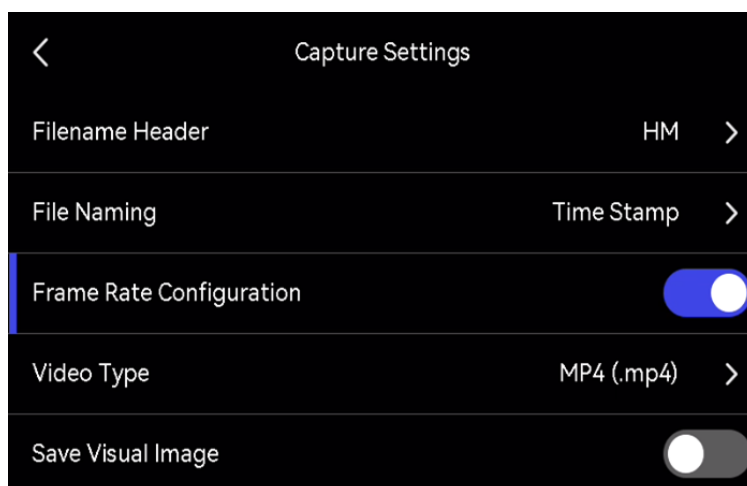 Capture Settings
Filename Header HM
File Naming Time Stamp
Frame Rate Configuration
Video Type MP4 (.mp4)
Save Visual Image